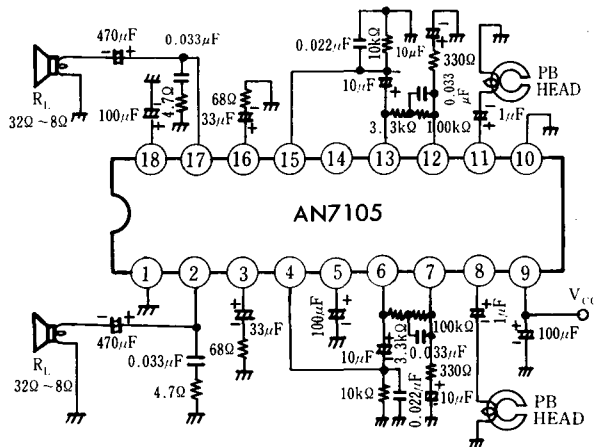 470μF
0.033μF
0.022μF
10kΩ
10μF
330Ω
0.033
μF
PB
HEAD
RL
32Ω ~ 8Ω
100μF
4.7Ω
68Ω
33μF
10μF
3.3kΩ
100kΩ
1μF
18
17
16
15
14
13
12
11
10
AN7105
1
2
3
4
5
6
7
8
9
RL
32Ω ~ 8Ω
470μF
0.033μF
4.7Ω
33μF
68Ω
100μF
10μF
10kΩ
3.3kΩ
0.022μF
100kΩ
0.033μF
330Ω
10μF
1μF
VCC
100μF
PB
HEAD